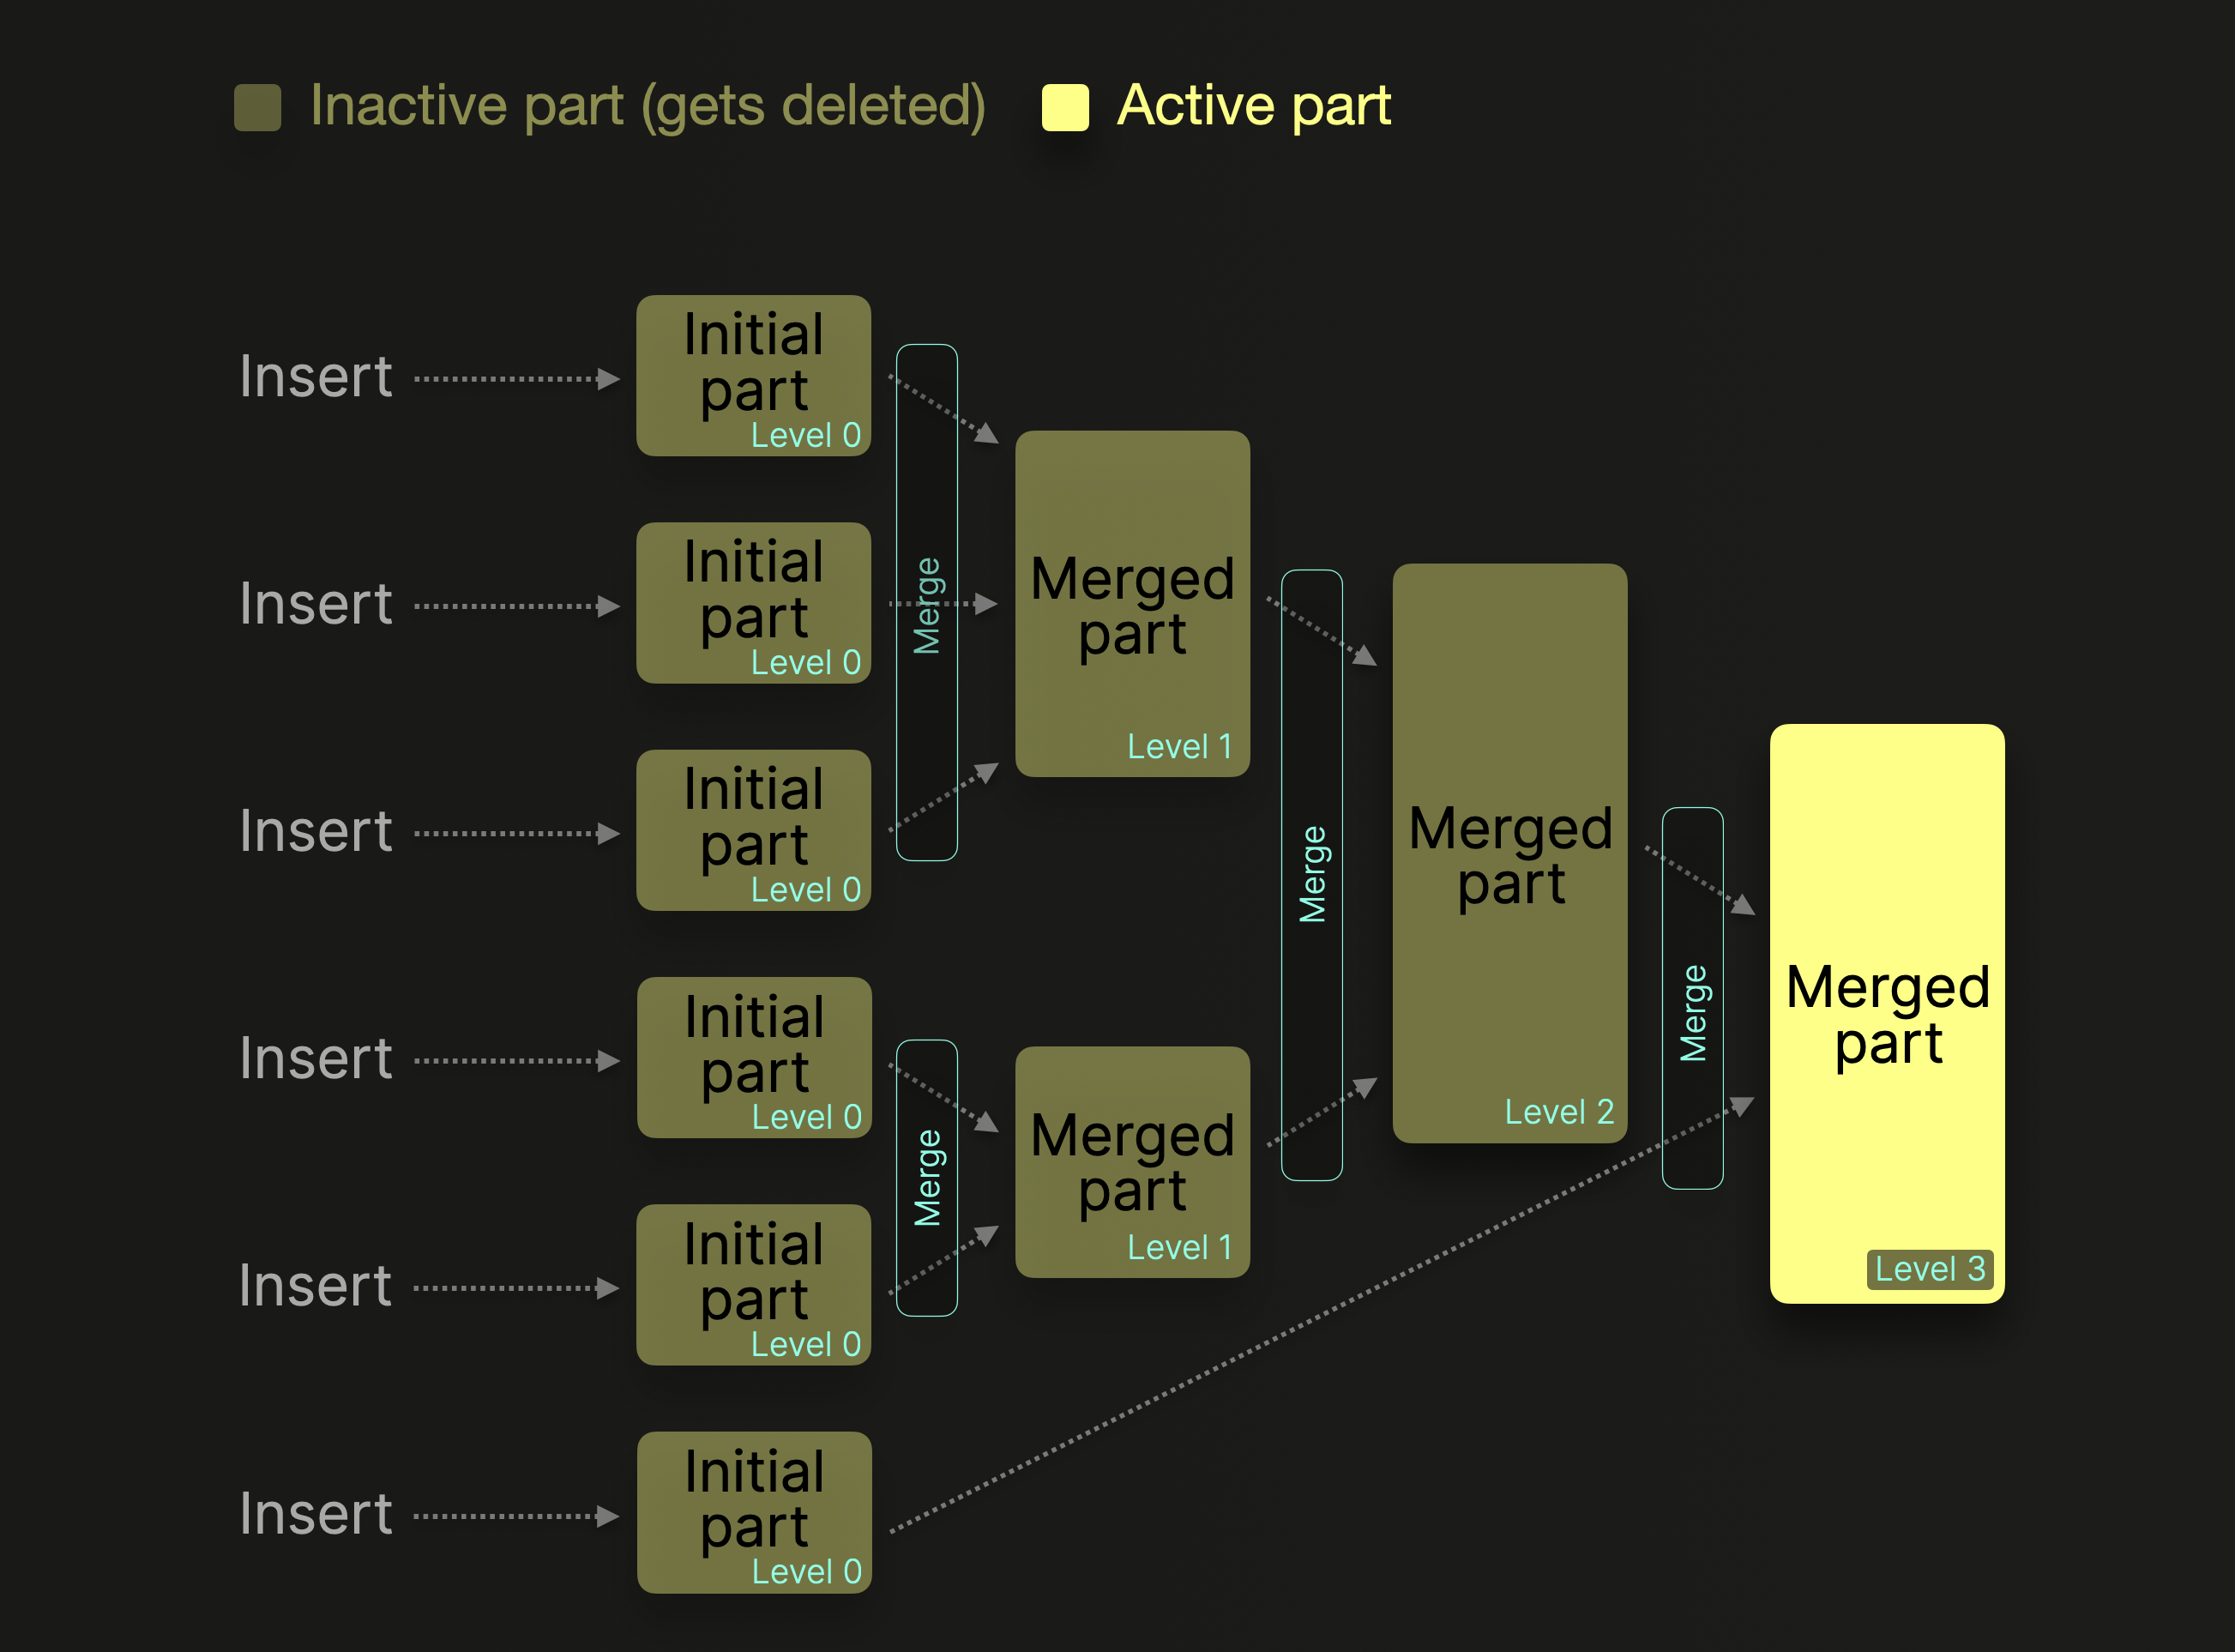 Inactive part (gets deleted)
Active part
Insert
Initial
part
Level 0
Insert
Initial
part
Level 0
Insert
Initial
part
Level 0
Merge
Merged
part
Level 1
Insert
Initial
part
Level 0
Insert
Initial
part
Level 0
Merge
Merged
part
Level 1
Merge
Merged
part
Level 2
Insert
Initial
part
Level 0
Merge
Merged
part
Level 3